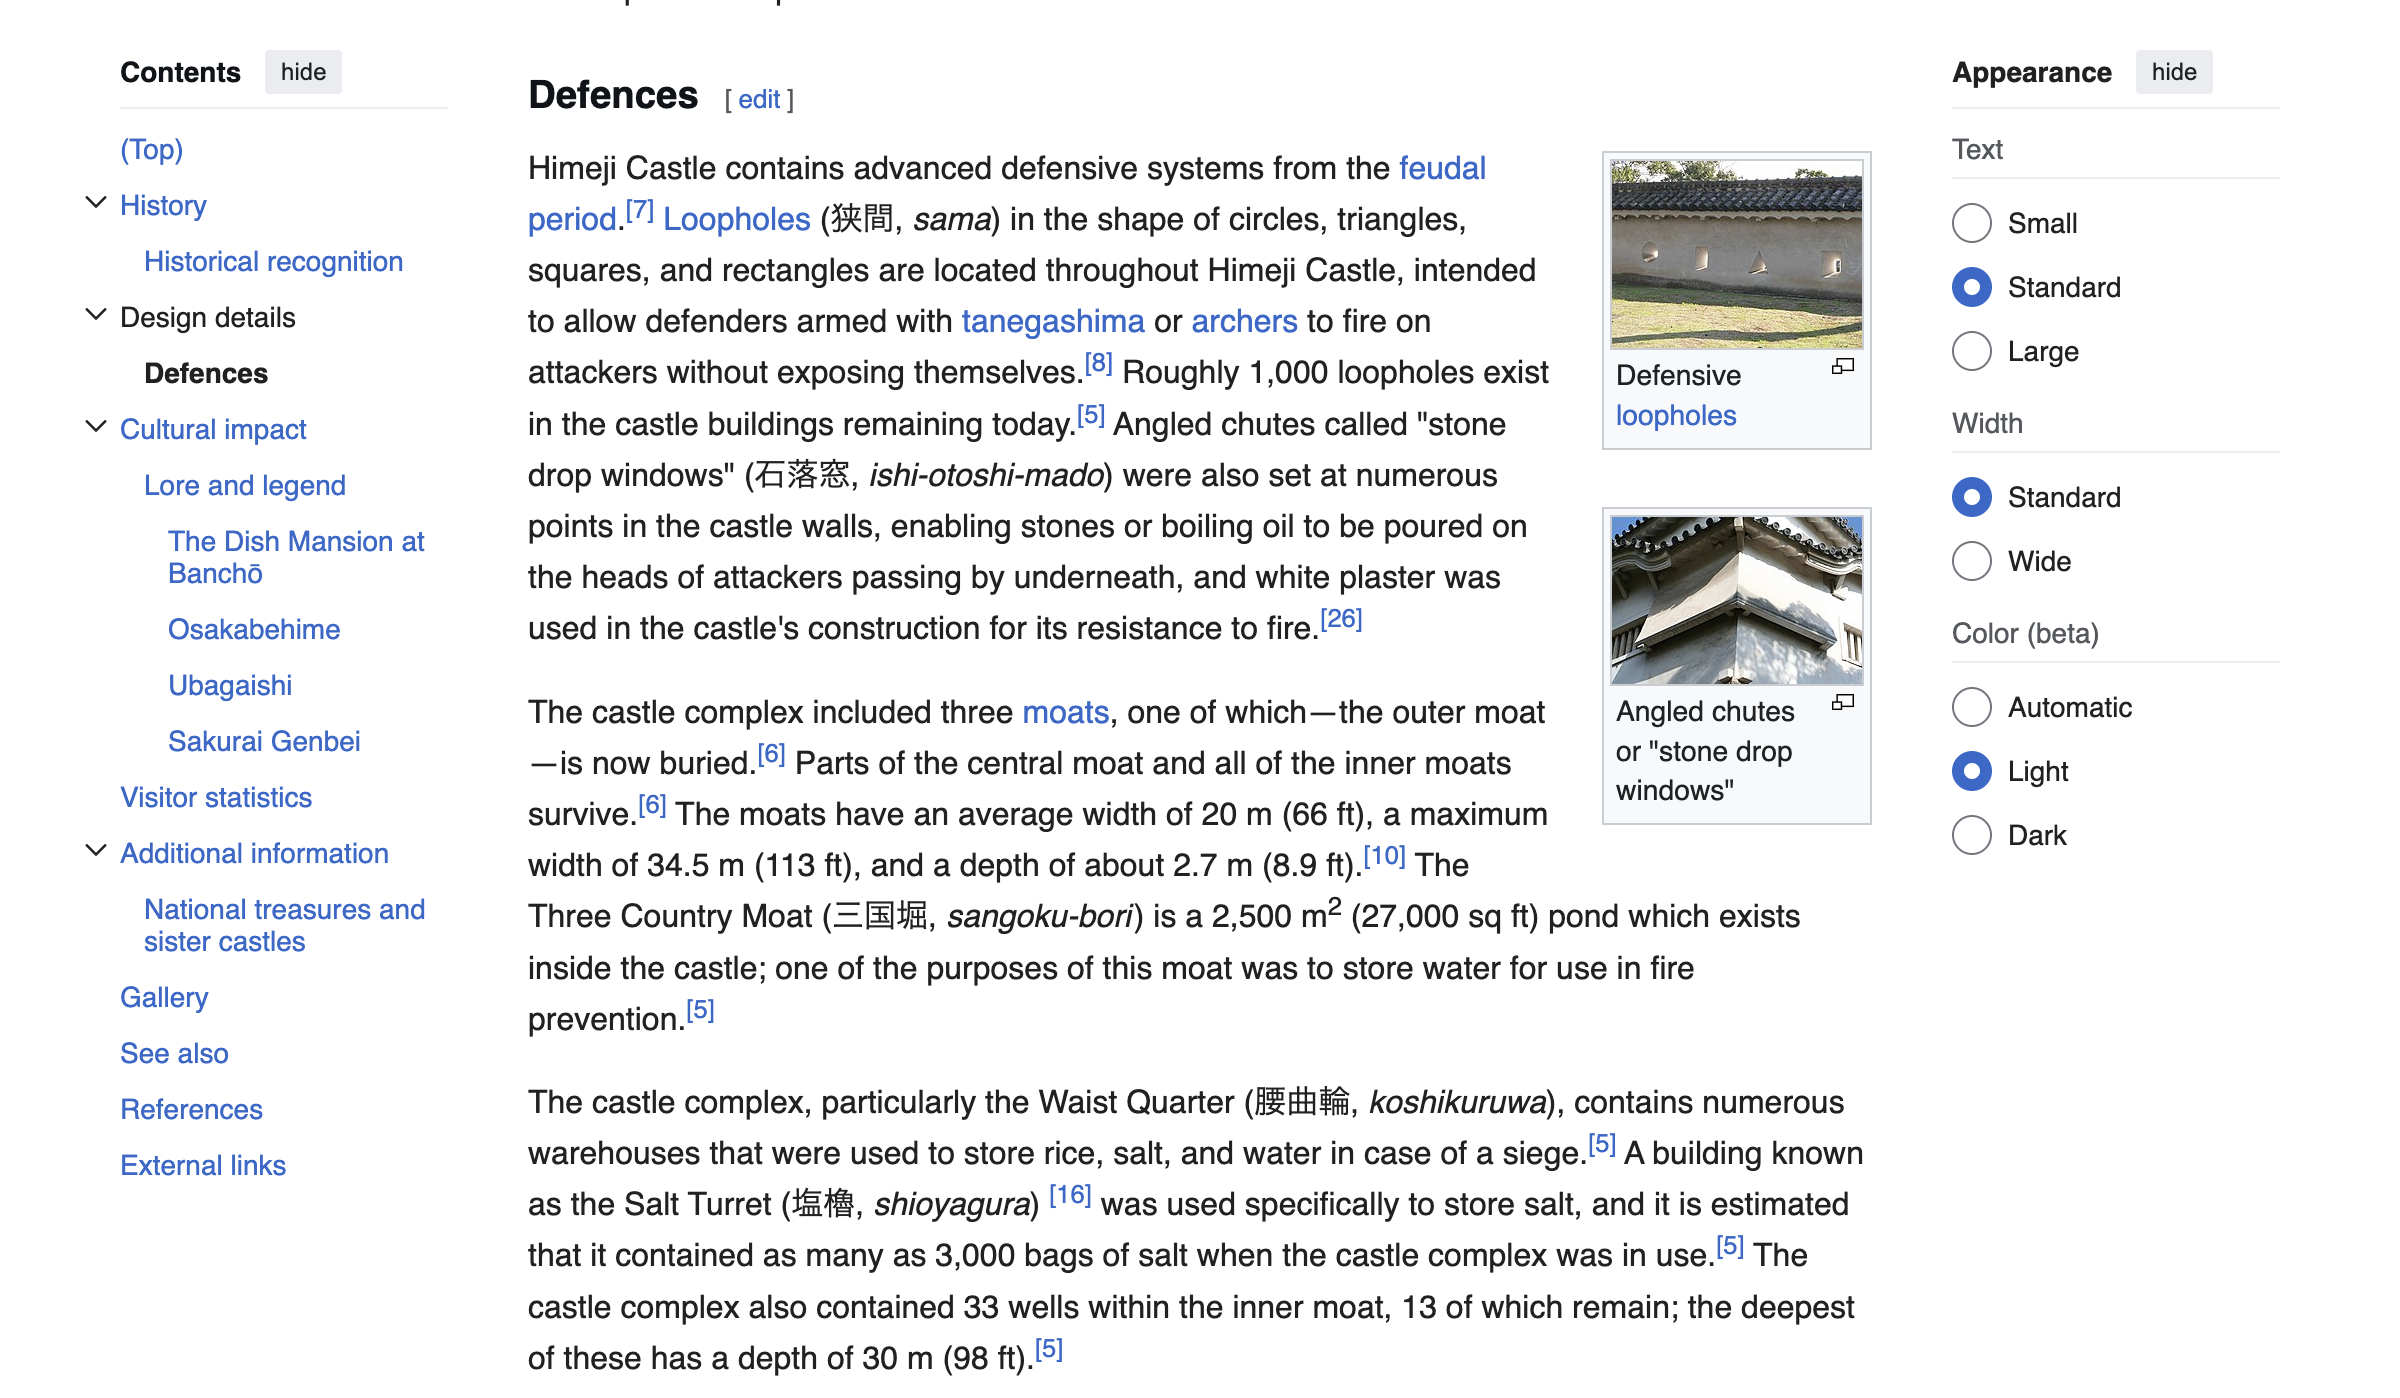 Contents hide
(Top)
History
Historical recognition
Design details
Defences
Cultural impact
Lore and legend
The Dish Mansion at
Banchō
Osakabehime
Ubagaishi
Sakurai Genbei
Visitor statistics
Additional information
National treasures and
sister castles
Gallery
See also
References
External links
Defences [ edit ]
Himeji Castle contains advanced defensive systems from the feudal
period.[7] Loopholes (狭間, sama) in the shape of circles, triangles,
squares, and rectangles are located throughout Himeji Castle, intended
to allow defenders armed with tanegashima or archers to fire on
attackers without exposing themselves.[8] Roughly 1,000 loopholes exist
in the castle buildings remaining today.[5] Angled chutes called "stone
drop windows" (石落窓, ishi-otoshi-mado) were also set at numerous
points in the castle walls, enabling stones or boiling oil to be poured on
the heads of attackers passing by underneath, and white plaster was
used in the castle's construction for its resistance to fire.[26]
The castle complex included three moats, one of which—the outer moat
—is now buried.[6] Parts of the central moat and all of the inner moats
survive.[6] The moats have an average width of 20 m (66 ft), a maximum
width of 34.5 m (113 ft), and a depth of about 2.7 m (8.9 ft).[10] The
Three Country Moat (三国堀, sangoku-bori) is a 2,500 m2 (27,000 sq ft) pond which exists
inside the castle; one of the purposes of this moat was to store water for use in fire
prevention.[5]
The castle complex, particularly the Waist Quarter (腰曲輪, koshikuruwa), contains numerous
warehouses that were used to store rice, salt, and water in case of a siege.[5] A building known
as the Salt Turret (塩櫓, shioyagura) [16] was used specifically to store salt, and it is estimated
that it contained as many as 3,000 bags of salt when the castle complex was in use.[5] The
castle complex also contained 33 wells within the inner moat, 13 of which remain; the deepest
of these has a depth of 30 m (98 ft).[5]
Defensive
loopholes
Angled chutes
or "stone drop
windows"
Appearance hide
Text
Small
Standard
Large
Width
Standard
Wide
Color (beta)
Automatic
Light
Dark